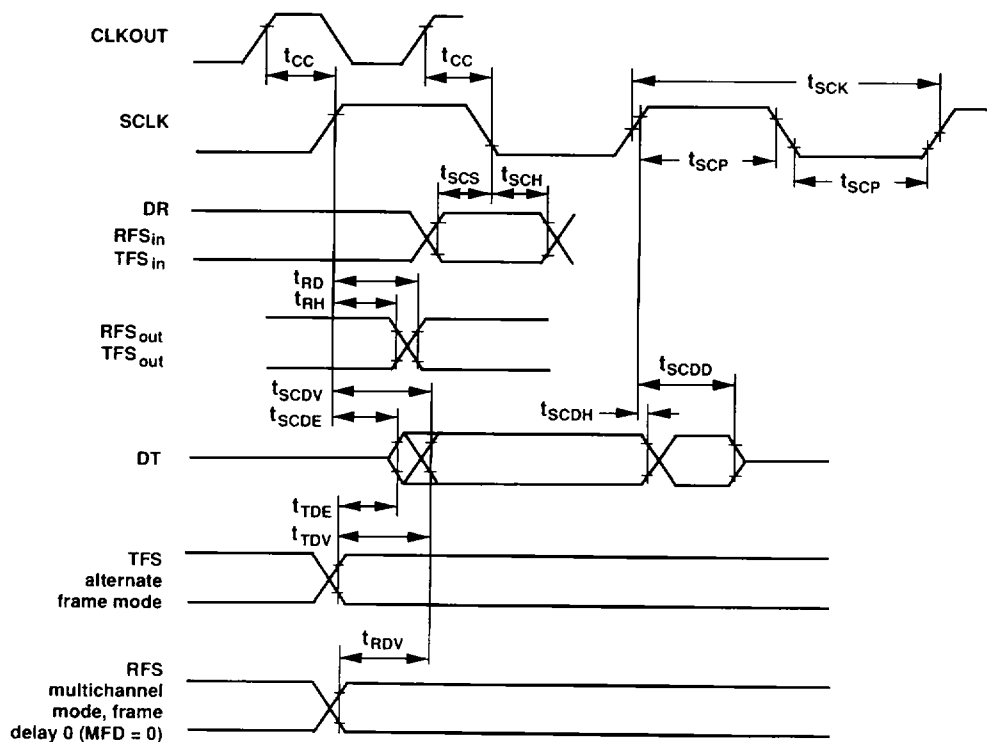 CLKOUT
tCC
tCC
tSCK
SCLK
tSCP
tSCP
tSCS
tSCH
DR
RFSin
TFSin
tRD
tRH
RFSout
TFSout
tSCDV
tSCDE
tSCDD
tSCDH
DT
tTDE
tTDV
TFS
alternate
frame mode
tRDV
RFS
multichannel
mode, frame
delay 0 (MFD = 0)